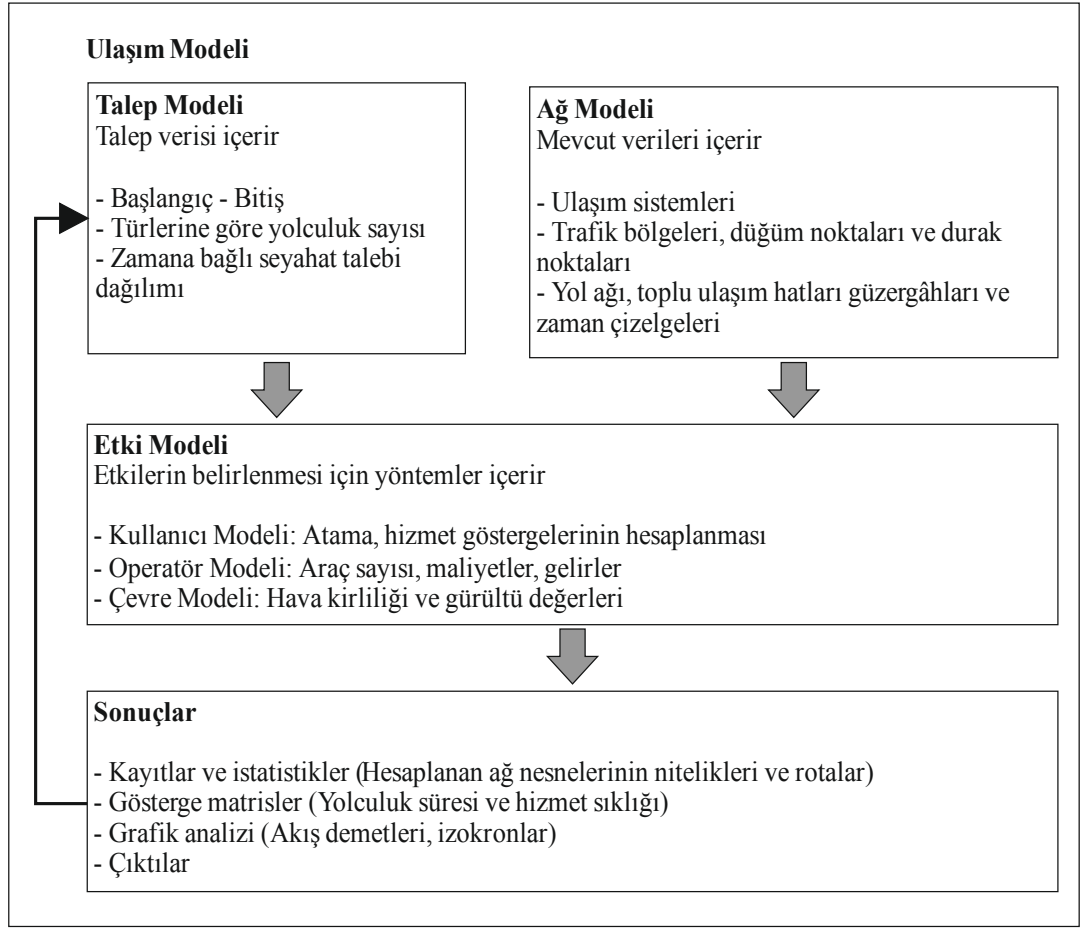 Ulaşım Modeli
Talep Modeli
Talep verisi içerir
- Başlangıç - Bitiş
- Türlerine göre yolculuk sayısı
- Zamana bağlı seyahat talebi
dağılımı
Ağ Modeli
Mevcut verileri içerir
- Ulaşım sistemleri
- Trafik bölgeleri, düğüm noktaları ve durak
noktaları
- Yol ağı, toplu ulaşım hatları güzergâhları ve
zaman çizelgeleri
Etki Modeli
Etkilerin belirlenmesi için yöntemler içerir
- Kullanıcı Modeli: Atama, hizmet göstergelerinin hesaplanması
- Operatör Modeli: Araç sayısı, maliyetler, gelirler
- Çevre Modeli: Hava kirliliği ve gürültü değerleri
Sonuçlar
- Kayıtlar ve istatistikler (Hesaplanan ağ nesnelerinin nitelikleri ve rotalar)
- Gösterge matrisler (Yolculuk süresi ve hizmet sıklığı)
- Grafik analizi (Akış demetleri, izokronlar)
- Çıktılar